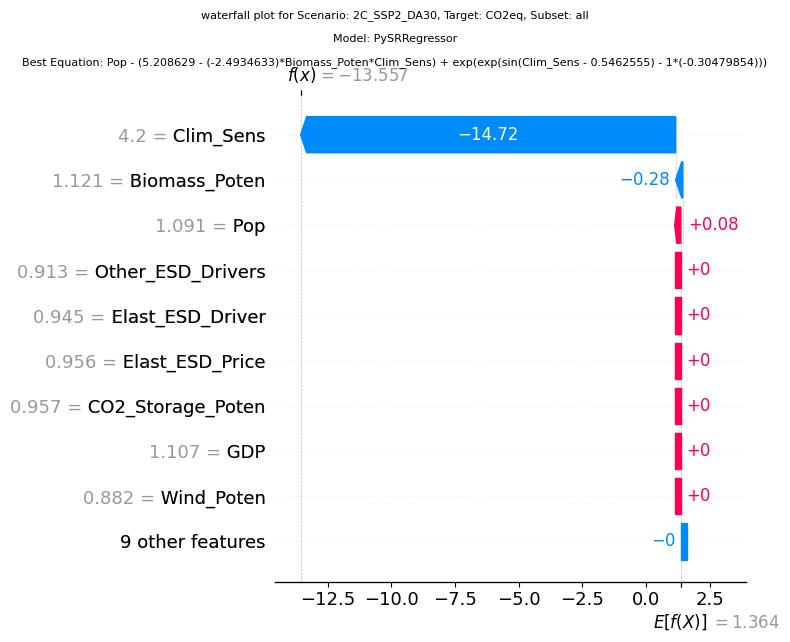 waterfall plot for Scenario: 2C_SSP2_DA30, Target: CO2eq, Subset: all
Model: PySRRegressor
Best Equation: Pop - (5.208629 - (-2.4934633)*Biomass_Poten*Clim_Sens) + exp(exp(sin(Clim_Sens - 0.5462555) - 1*(-0.30479854)))
f(x) = −13.557
4.2 = Clim_Sens −14.72
1.121 = Biomass_Poten −0.28
1.091 = Pop +0.08
0.913 = Other_ESD_Drivers +0
0.945 = Elast_ESD_Driver +0
0.956 = Elast_ESD_Price +0
0.957 = CO2_Storage_Poten +0
1.107 = GDP +0
0.882 = Wind_Poten +0
9 other features −0
−12.5 −10.0 −7.5 −5.0 −2.5 0.0 2.5
E[f(X)] = 1.364